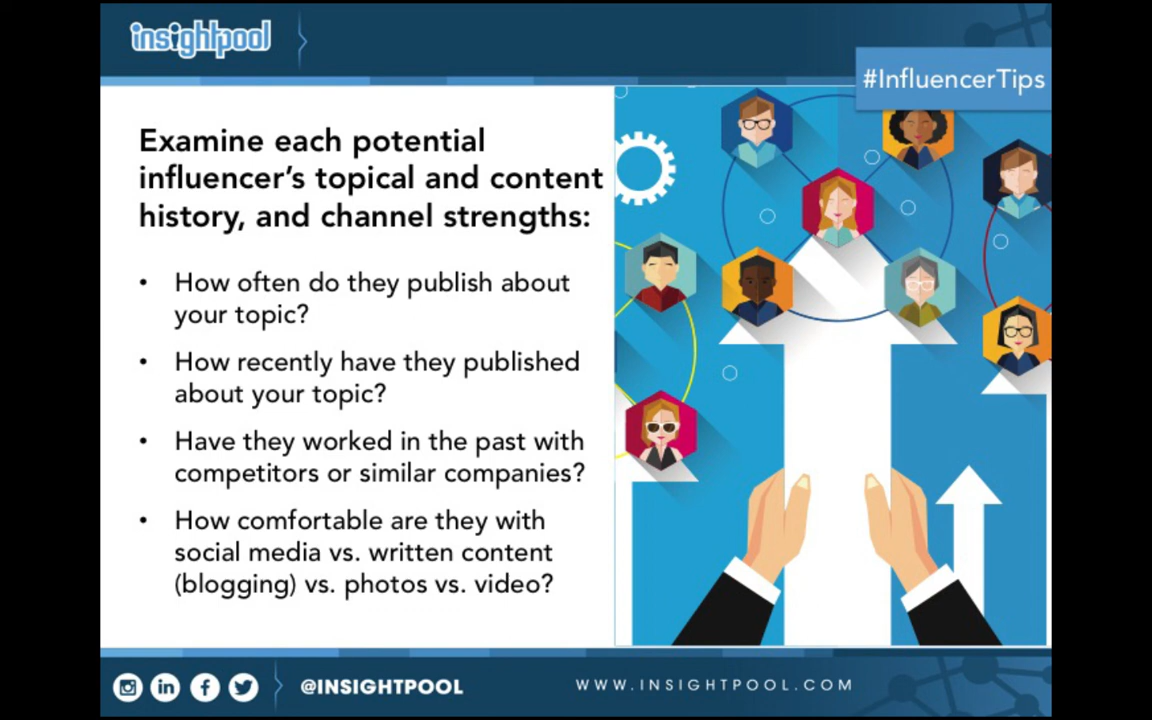 insightpool
#InfluencerTips
Examine each potential
influencer's topical and content
history, and channel strengths:
• How often do they publish about
your topic?
• How recently have they published
about your topic?
• Have they worked in the past with
competitors or similar companies?
• How comfortable are they with
social media vs. written content
(blogging) vs. photos vs. video?
@INSIGHTPOOL
WWW.INSIGHTPOOL.COM